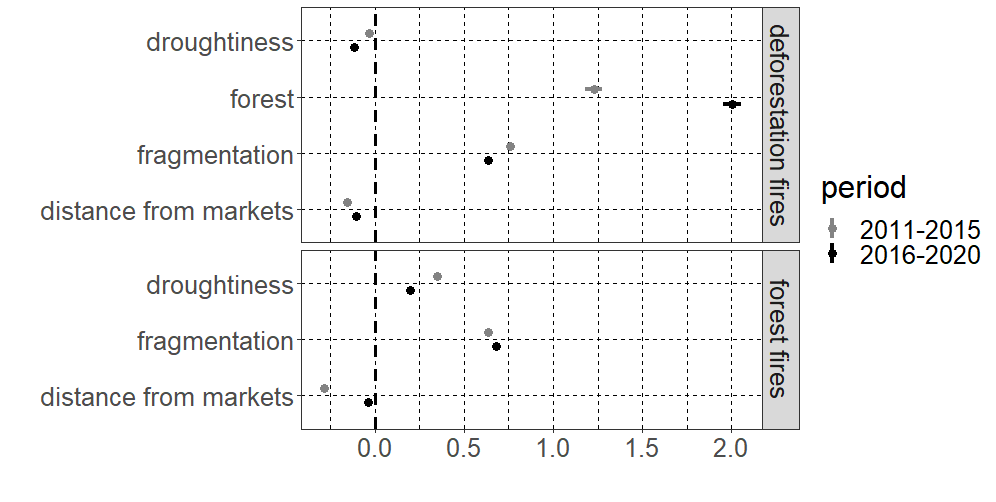 droughtiness
forest
fragmentation
distance from markets
deforestation fires
droughtiness
fragmentation
distance from markets
forest fires
0.0 0.5 1.0 1.5 2.0
period
2011-2015
2016-2020